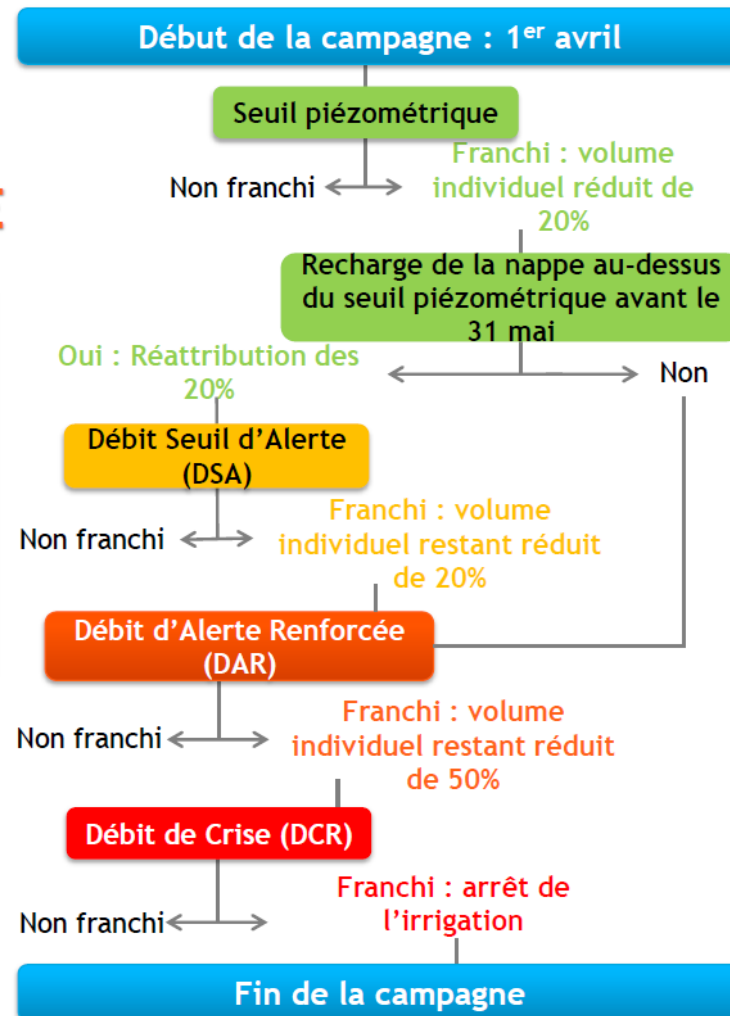 Début de la campagne : 1er avril
Seuil piézométrique
Non franchi
Franchi : volume
individuel réduit de
20%
Recharge de la nappe au-dessus
du seuil piézométrique avant le
31 mai
Oui : Réattribution des
20%
Non
Débit Seuil d'Alerte
(DSA)
Non franchi
Franchi : volume
individuel restant réduit
de 20%
Débit d'Alerte Renforcée
(DAR)
Non franchi
Franchi : volume
individuel restant réduit
de 50%
Débit de Crise (DCR)
Non franchi
Franchi : arrêt de
l'irrigation
Fin de la campagne